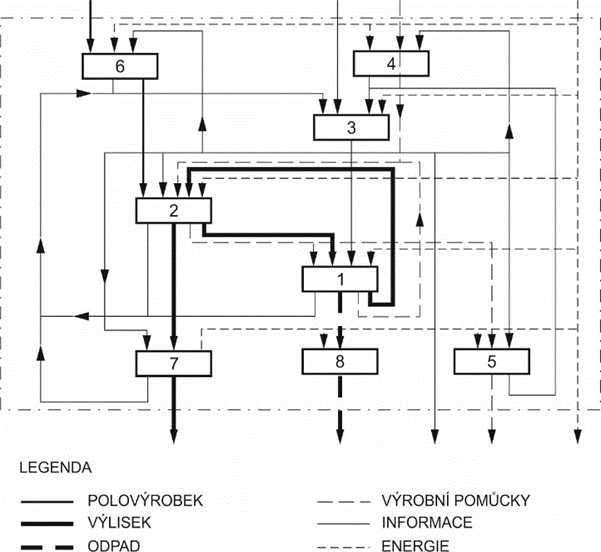 6
4
3
2
1
7
8
5
LEGENDA
POLOVÝROBEK
VÝROBNÍ POMŮCKY
VÝLISEK
INFORMACE
ODPAD
ENERGIE